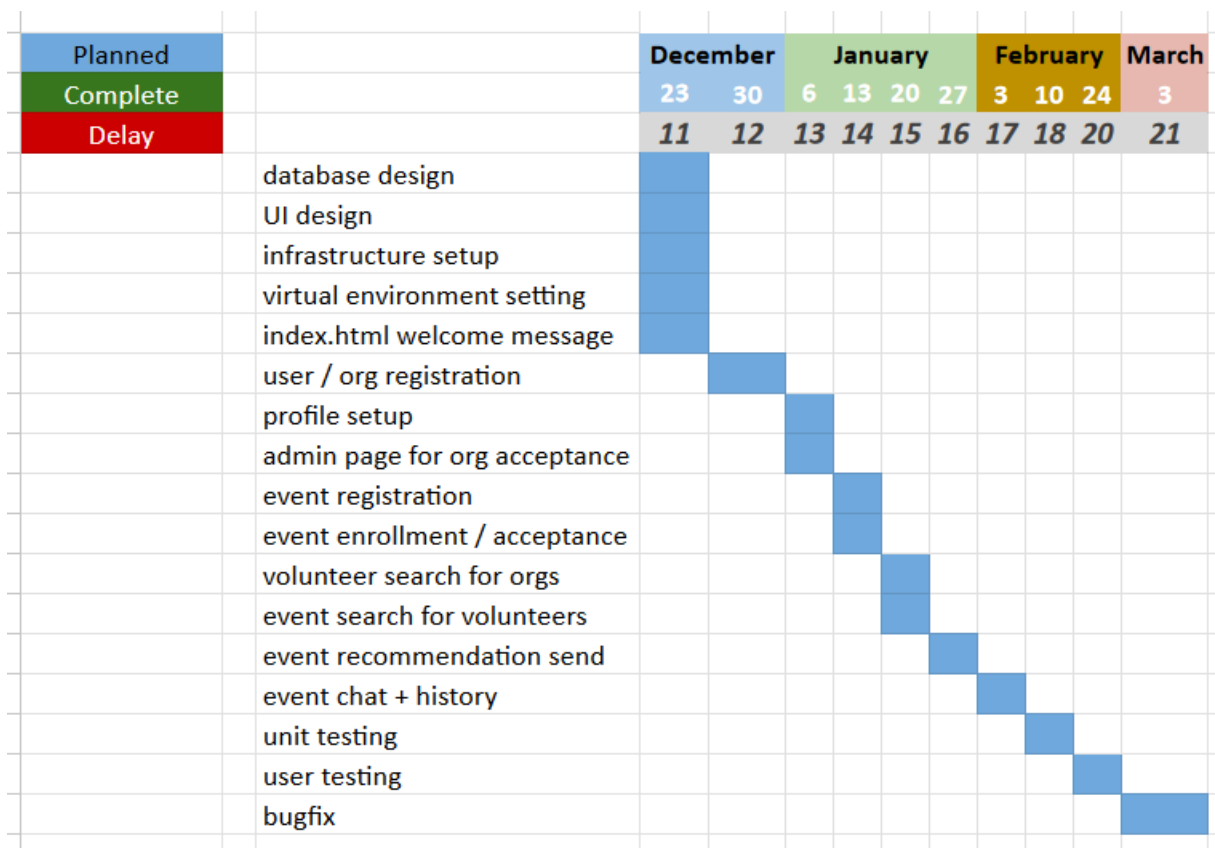 Planned December January February March
Complete 23 30 6 13 20 27 3 10 24 3
Delay 11 12 13 14 15 16 17 18 20 21
database design
UI design
infrastructure setup
virtual environment setting
index.html welcome message
user / org registration
profile setup
admin page for org acceptance
event registration
event enrollment / acceptance
volunteer search for orgs
event search for volunteers
event recommendation send
event chat + history
unit testing
user testing
bugfix